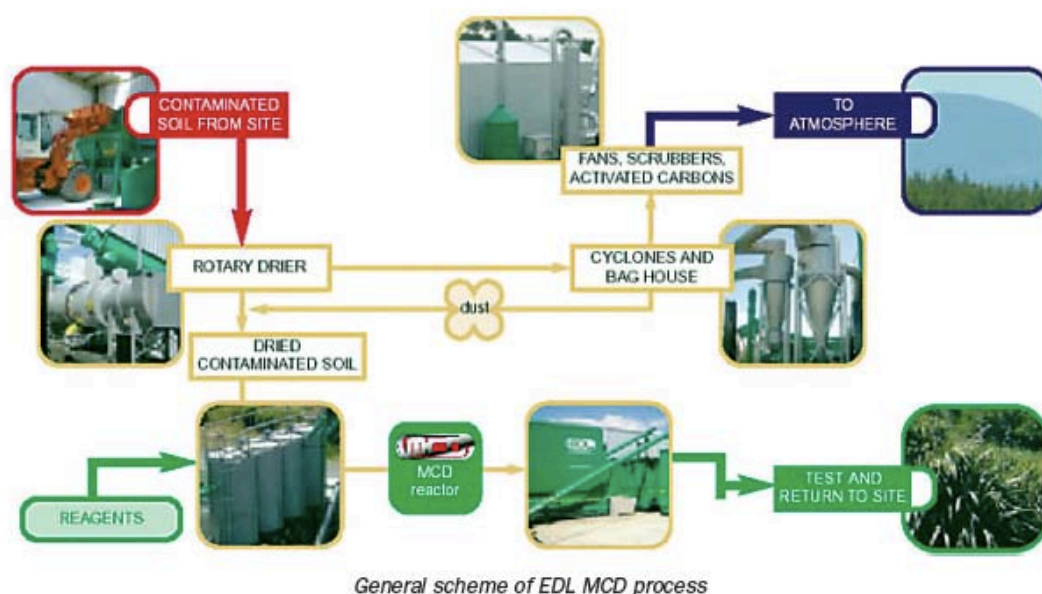 CONTAMINATED
SOIL FROM SITE
TO
ATMOSPHERE
FANS, SCRUBBERS,
ACTIVATED CARBONS
ROTARY DRIER
CYCLONES AND
BAG HOUSE
dust
DRIED
CONTAMINATED SOIL
MCD
reactor
TEST AND
RETURN TO SITE
REAGENTS
General scheme of EDL MCD process